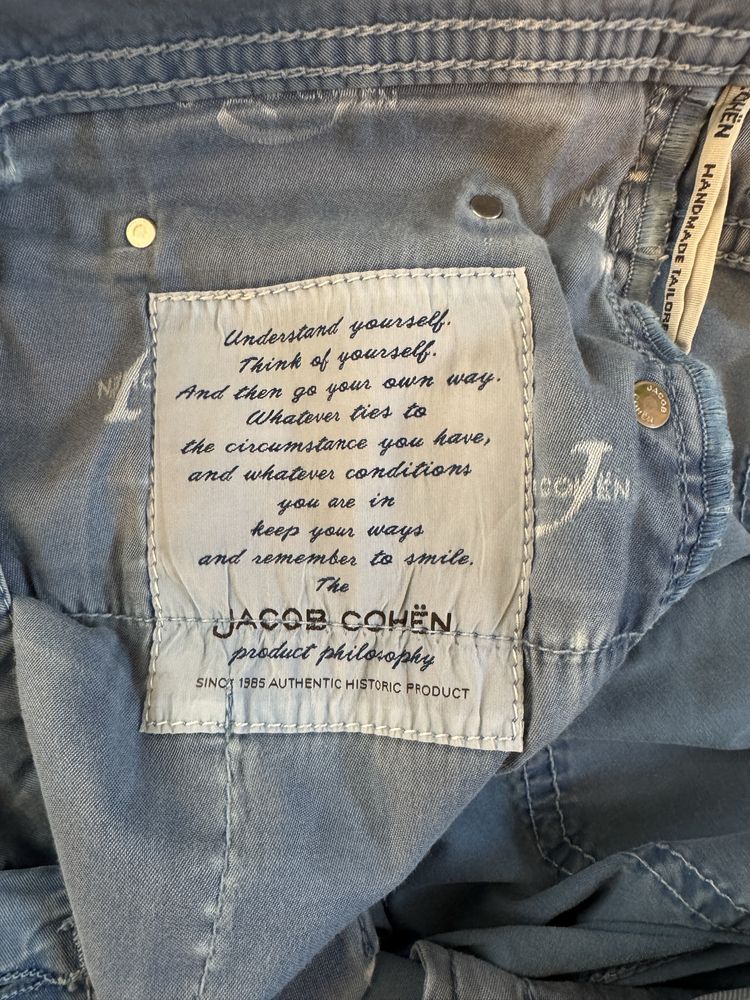 Understand yourself.
Think of yourself.
And then go your own way.
Whatever ties to
the circumstance you have,
and whatever conditions
you are in
keep your ways
and remember to smile.
The
JACOB COHËN
product philosophy
SINCE 1985 AUTHENTIC HISTORIC PRODUCT
HANDMADE
COHËN
JACOB